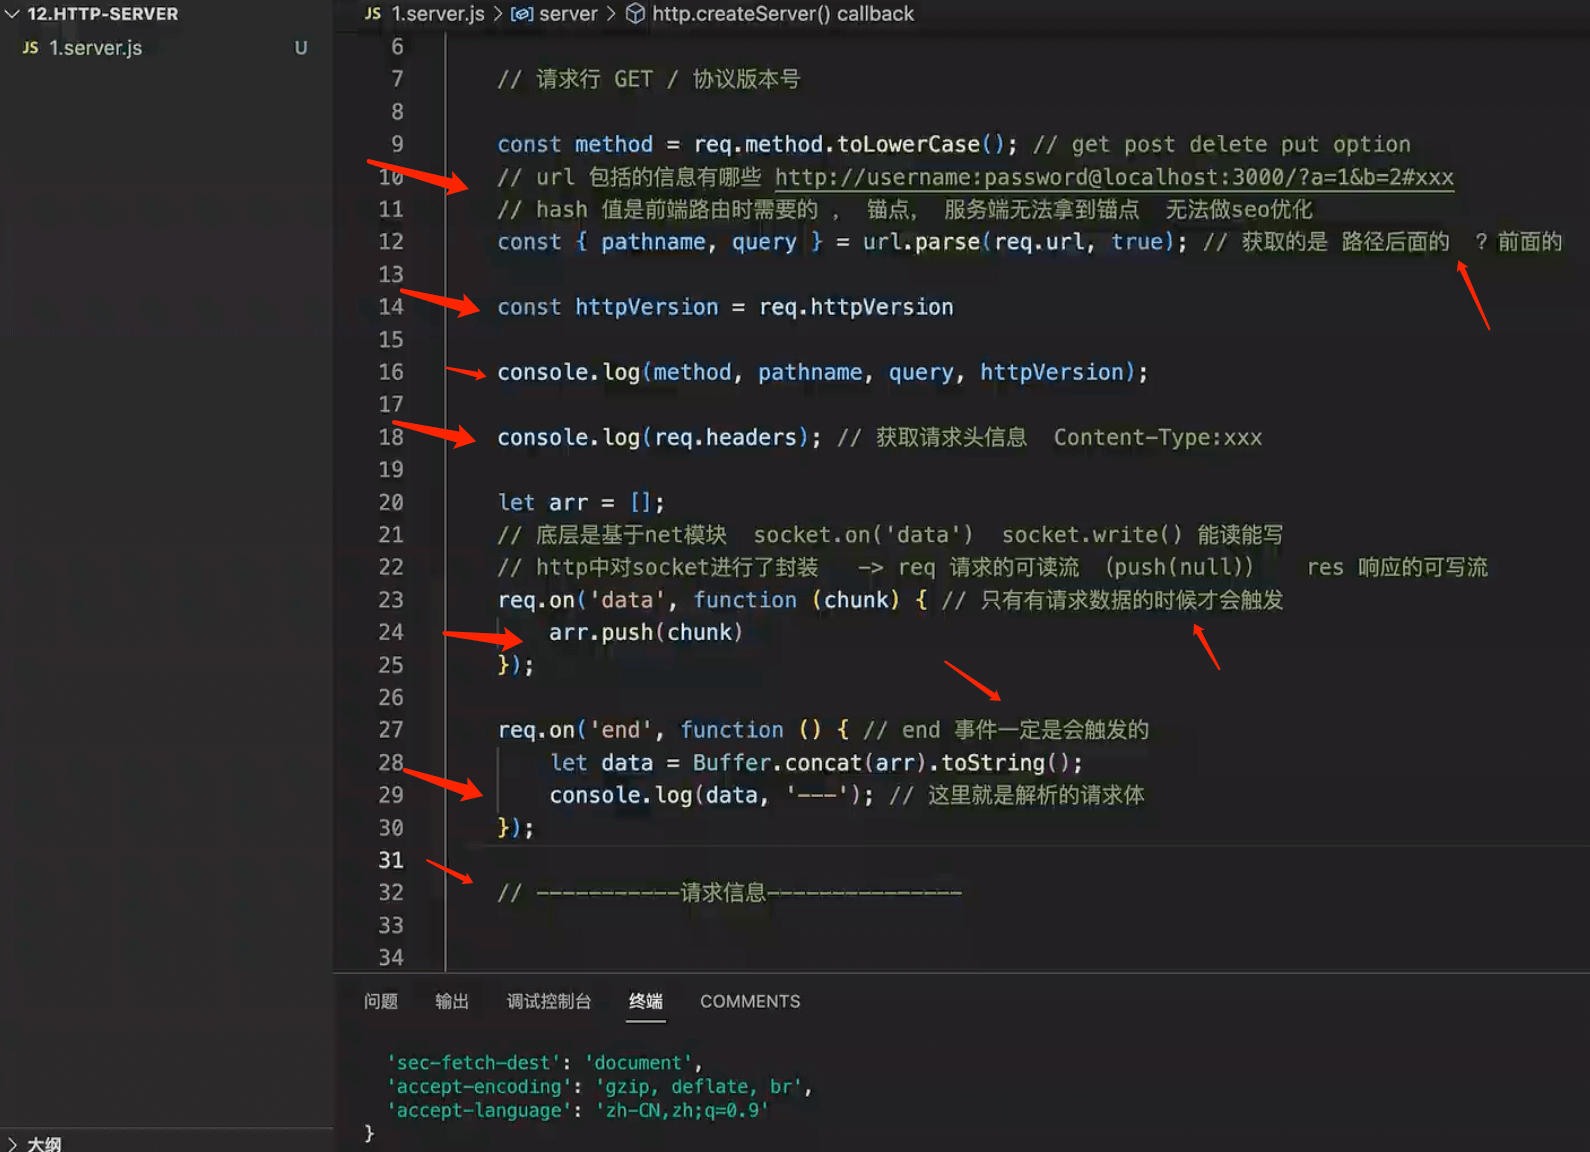 12.HTTP-SERVER
JS 1.server.js U
JS 1.server.js > server > http.createServer() callback
6
7 // 请求行 GET / 协议版本号
8
9 const method = req.method.toLowerCase(); // get post delete put option
10 // url 包括的信息有哪些 http://username:password@localhost:3000/?a=1&b=2#xxx
11 // hash 值是前端路由时需要的 ， 锚点， 服务端无法拿到锚点 无法做seo优化
12 const { pathname, query } = url.parse(req.url, true); // 获取的是 路径后面的 ？前面的
13
14 const httpVersion = req.httpVersion
15
16 console.log(method, pathname, query, httpVersion);
17
18 console.log(req.headers); // 获取请求头信息 Content-Type:xxx
19
20 let arr = [];
21 // 底层是基于net模块 socket.on('data') socket.write() 能读能写
22 // http中对socket进行了封装 -> req 请求的可读流 (push(null)) res 响应的可写流
23 req.on('data', function (chunk) { // 只有有请求数据的时候才会触发
24 arr.push(chunk)
25 });
26
27 req.on('end', function () { // end 事件一定是会触发的
28 let data = Buffer.concat(arr).toString();
29 console.log(data, '---'); // 这里就是解析的请求体
30 });
31
32 // -----------请求信息---------------
33
34
问题 输出 调试控制台 终端 COMMENTS
'sec-fetch-dest': 'document',
'accept-encoding': 'gzip, deflate, br',
'accept-language': 'zh-CN,zh;q=0.9'
}
> 大纲